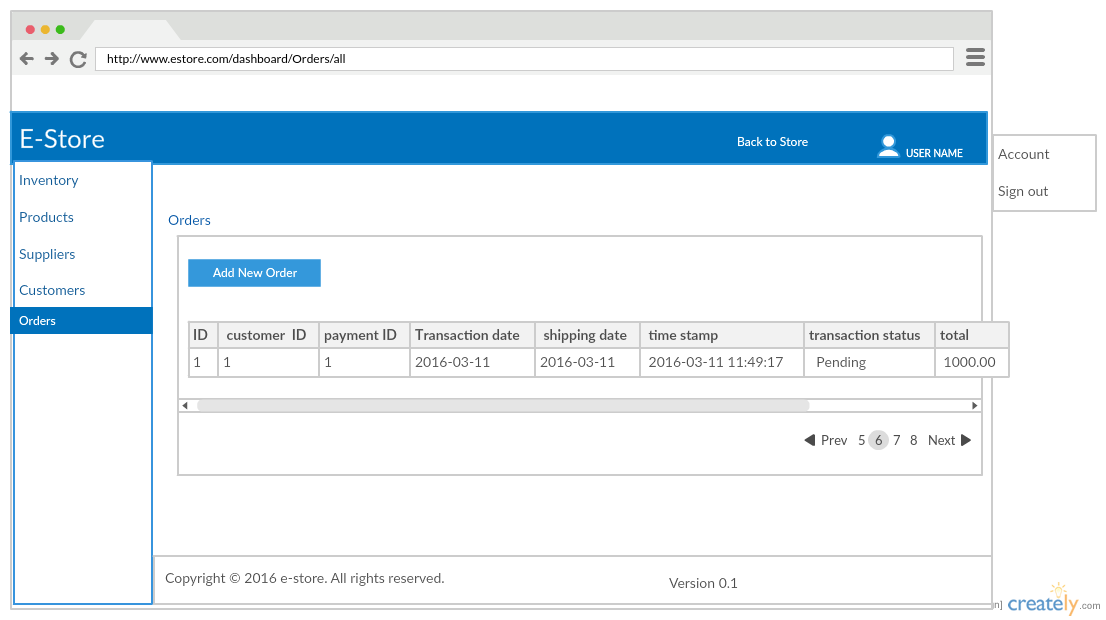 http://www.estore.com/dashboard/Orders/all
E-Store
Back to Store
USER NAME
Account
Sign out
Inventory
Products
Suppliers
Customers
Orders
Orders
Add New Order
ID customer ID payment ID Transaction date shipping date time stamp transaction status total
1 1 1 2016-03-11 2016-03-11 2016-03-11 11:49:17 Pending 1000.00
Prev 5 6 7 8 Next
Copyright © 2016 e-store. All rights reserved.
Version 0.1
n] creately.com